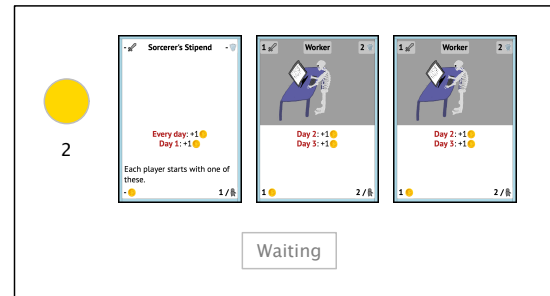 - Sorcerer's Stipend -
Every day: +1
Day 1: +1
Each player starts with one of
these.
- 1 /
1 Worker 2
Day 2: +1
Day 3: +1
1 2 /
1 Worker 2
Day 2: +1
Day 3: +1
1 2 /
2
Waiting